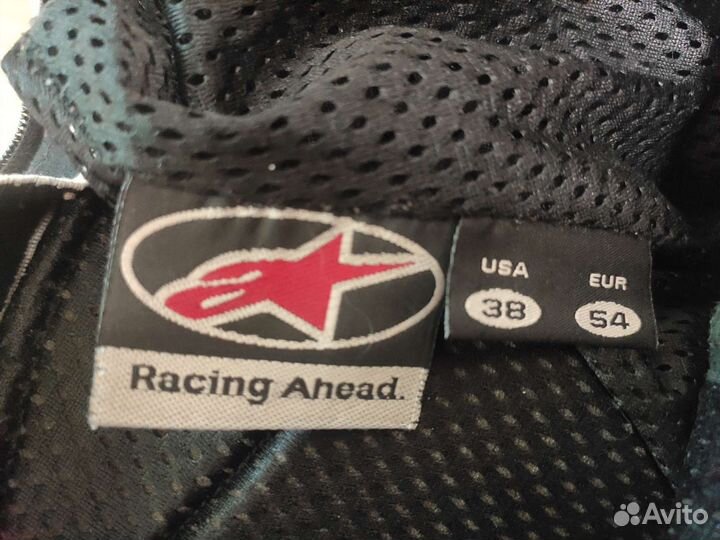 USA
38
EUR
54
Racing Ahead.
Avito